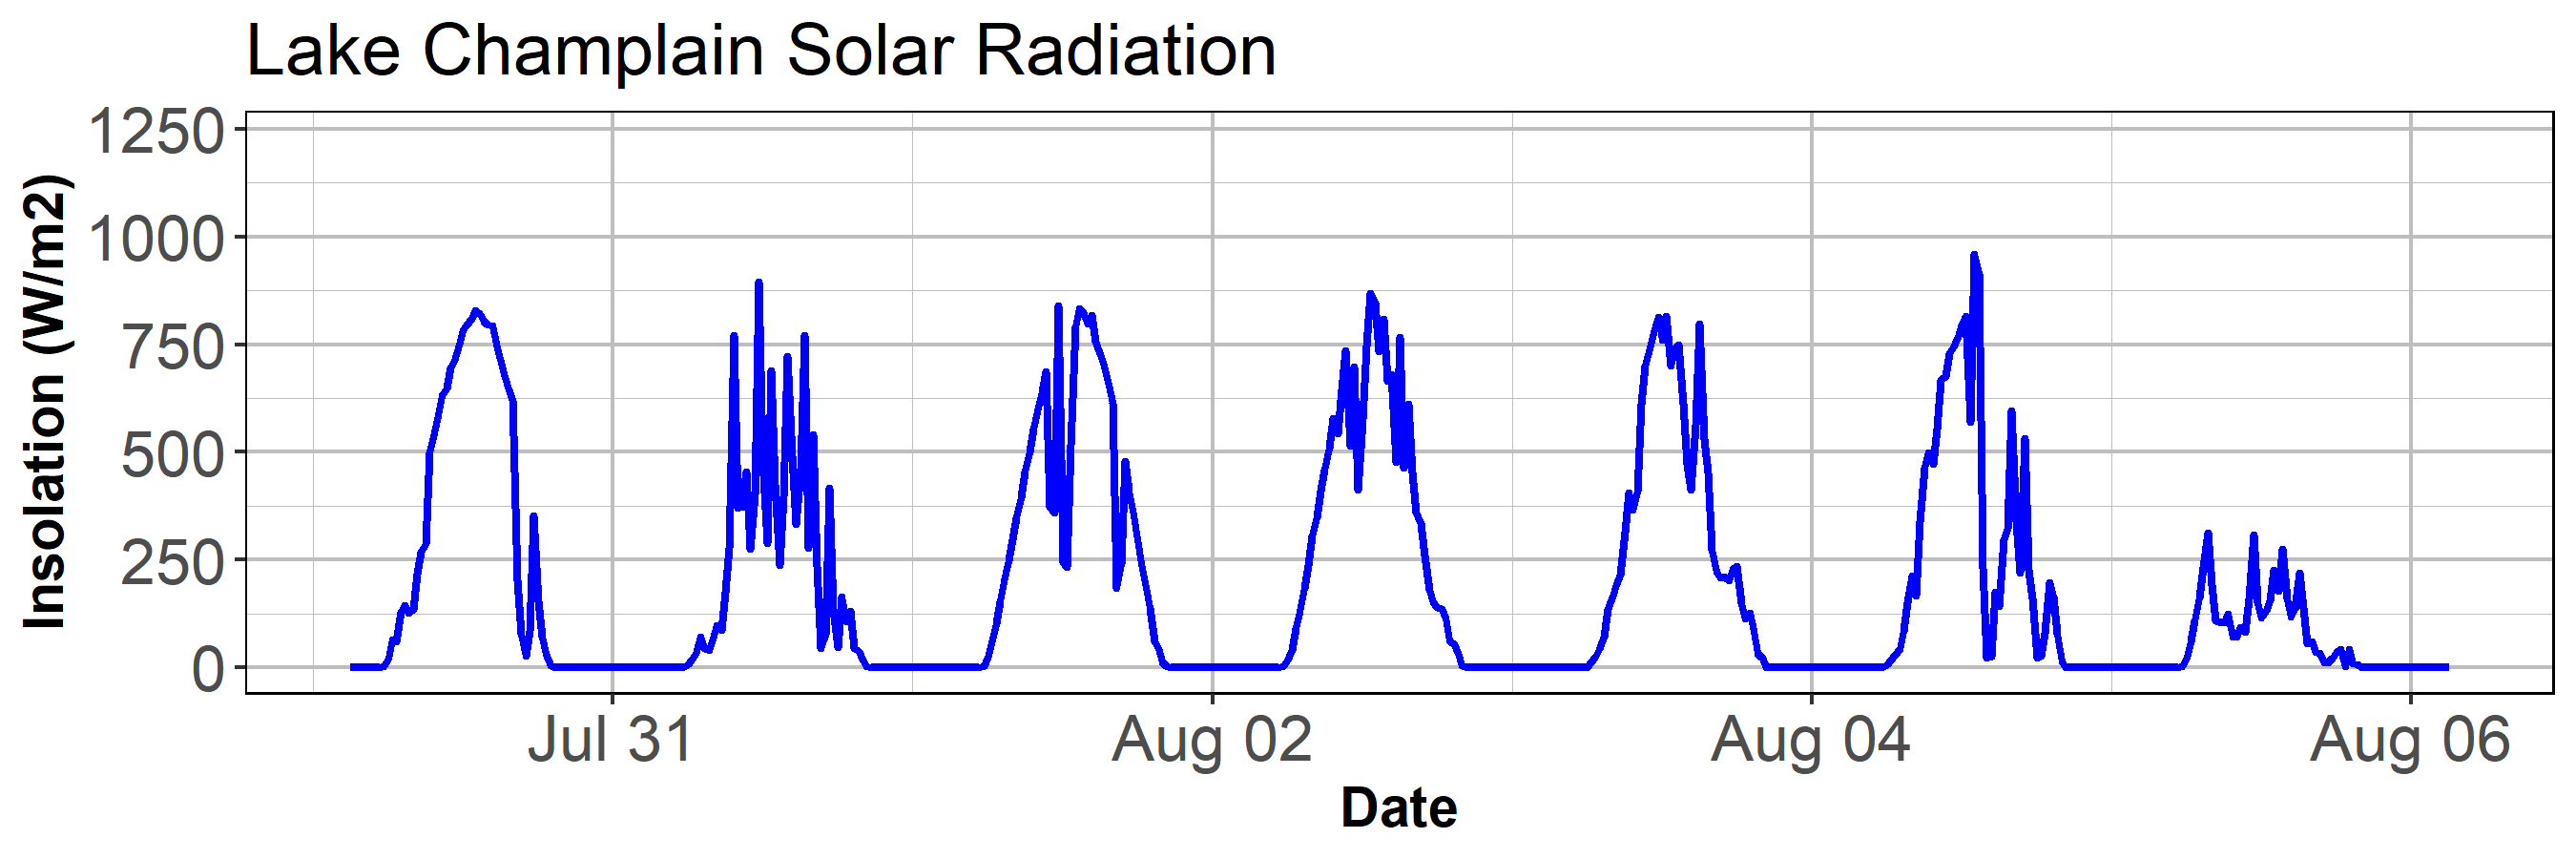 Lake Champlain Solar Radiation
Insolation (W/m2)
1250
1000
750
500
250
0
Jul 31
Aug 02
Aug 04
Aug 06
Date